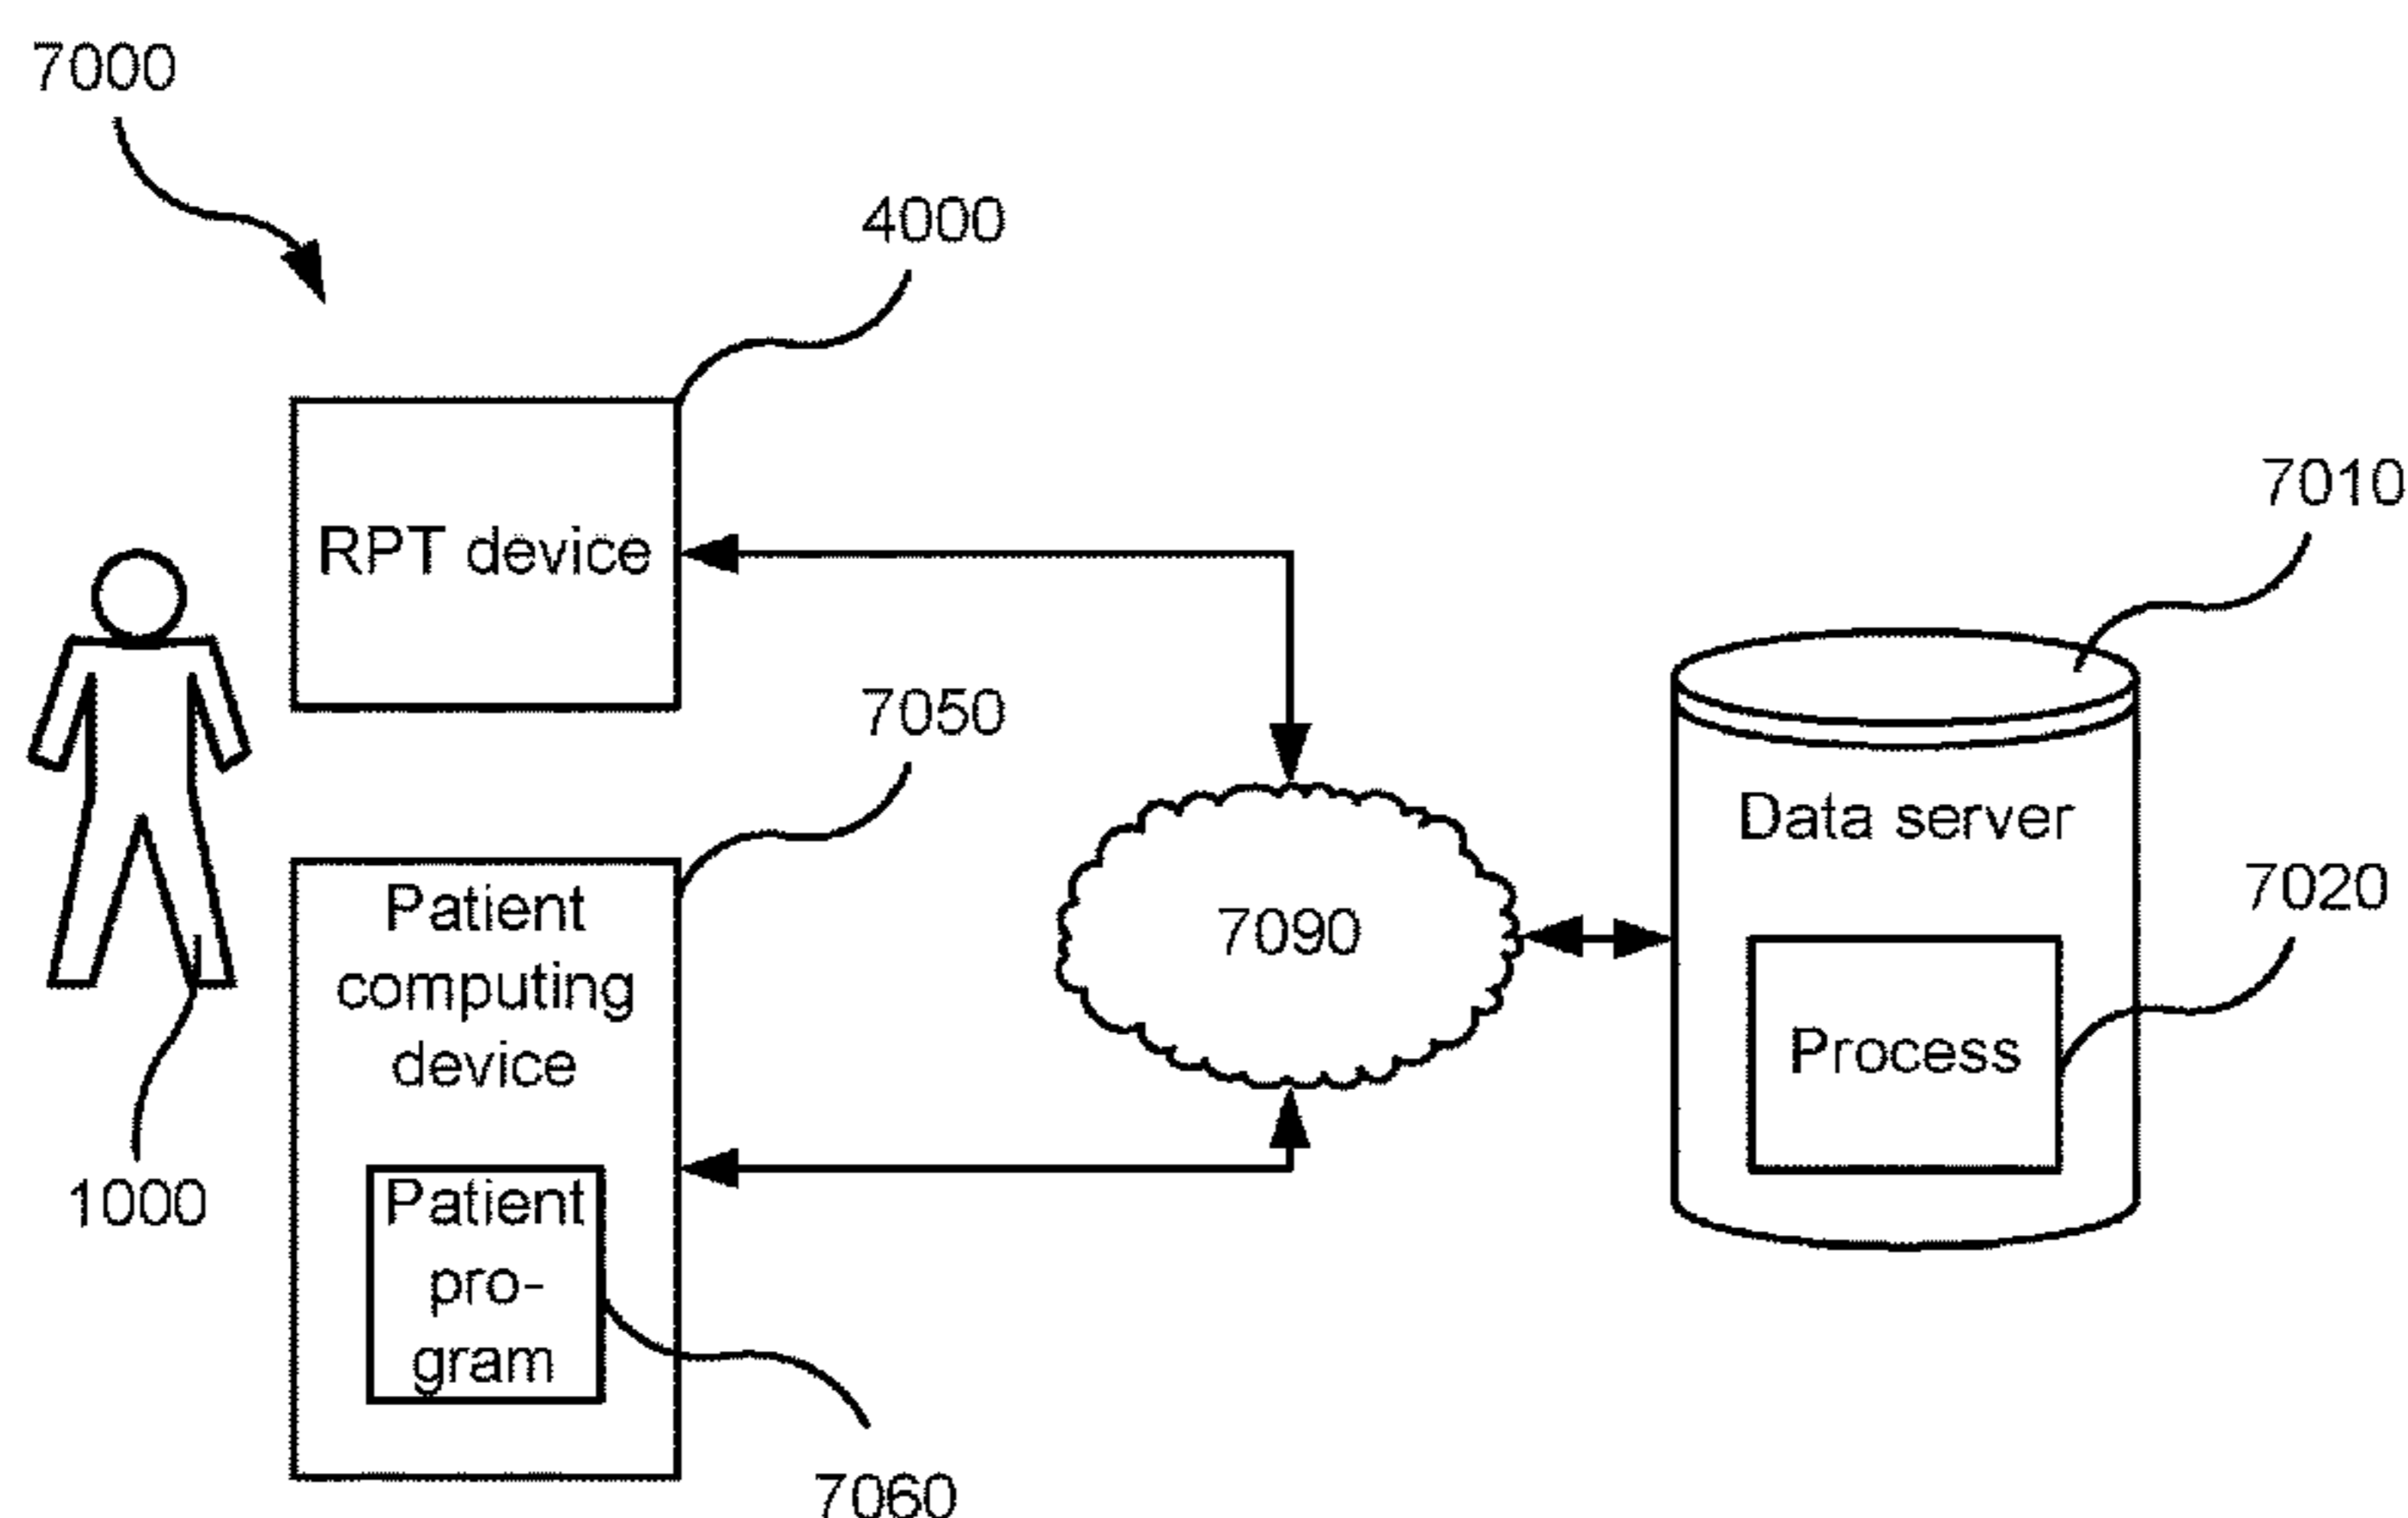 7000
4000
RPT device
7010
7050
Data server
7020
Patient
computing
device
7090
Process
Patient
pro-
gram
1000
7060